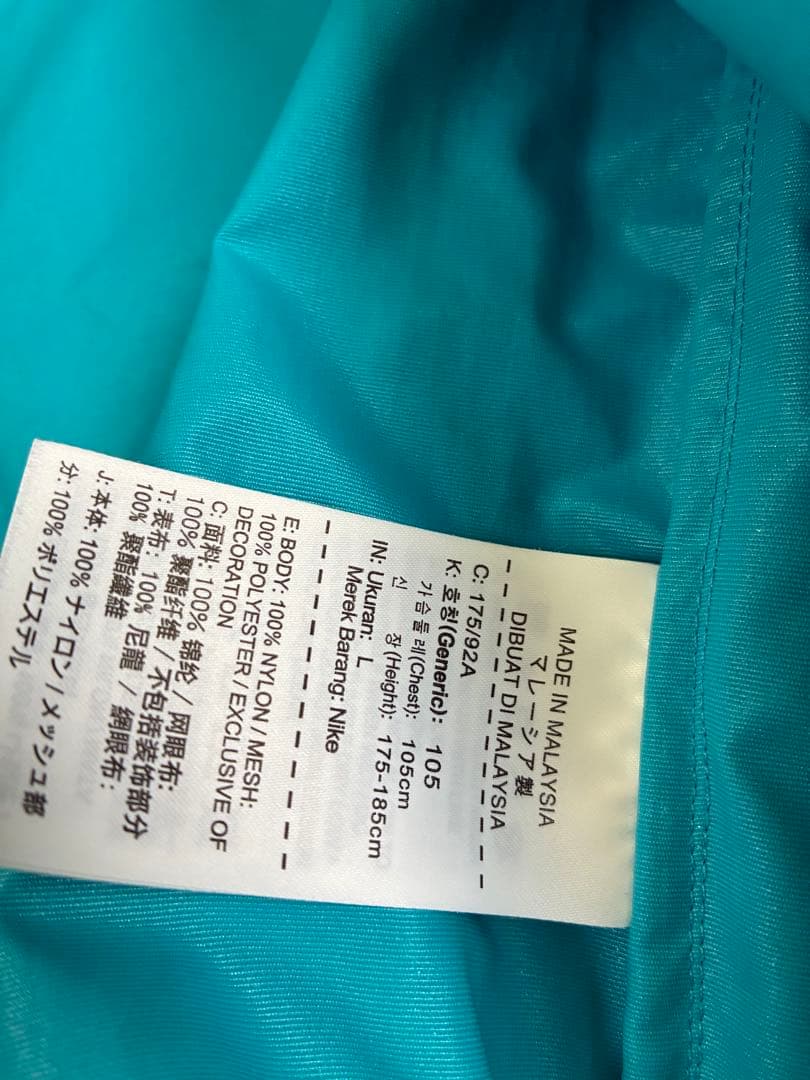 MADE IN MALAYSIA
マレーシア製
DIBUAT DI MALAYSIA
C: 175/92A
K: 호칭(Generic): 105
가슴둘레(Chest): 105cm
신 장(Height): 175-185cm
IN: Ukuran: L
Merek Barang: Nike
E: BODY: 100% NYLON / MESH:
100% POLYESTER / EXCLUSIVE OF
DECORATION
C: 面料: 100% 锦纶 / 网眼布:
100% 聚酯纤维 / 不包括装饰部分
T: 表布: 100% 尼龍 / 網眼布:
100% 聚酯纖維
J: 本体: 100% ナイロン / メッシュ部
分: 100% ポリエステル